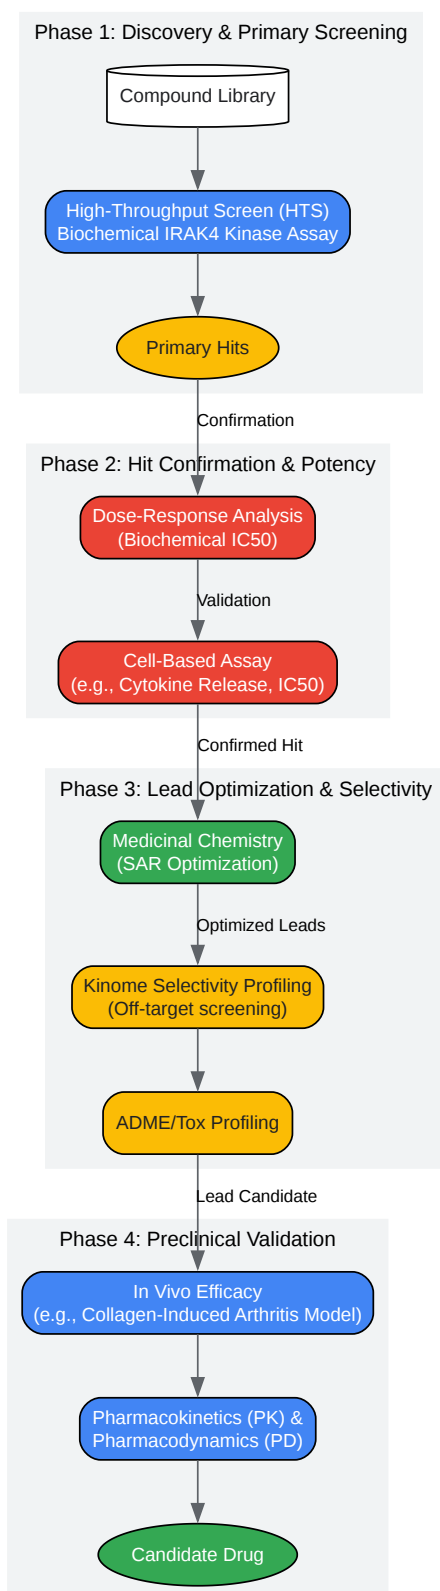 Phase 1: Discovery & Primary Screening
Compound Library
High-Throughput Screen (HTS)
Biochemical IRAK4 Kinase Assay
Primary Hits
Confirmation
Phase 2: Hit Confirmation & Potency
Dose-Response Analysis
(Biochemical IC50)
Validation
Cell-Based Assay
(e.g., Cytokine Release, IC50)
Confirmed Hit
Phase 3: Lead Optimization & Selectivity
Medicinal Chemistry
(SAR Optimization)
Optimized Leads
Kinome Selectivity Profiling
(Off-target screening)
ADME/Tox Profiling
Lead Candidate
Phase 4: Preclinical Validation
In Vivo Efficacy
(e.g., Collagen-Induced Arthritis Model)
Pharmacokinetics (PK) &
Pharmacodynamics (PD)
Candidate Drug